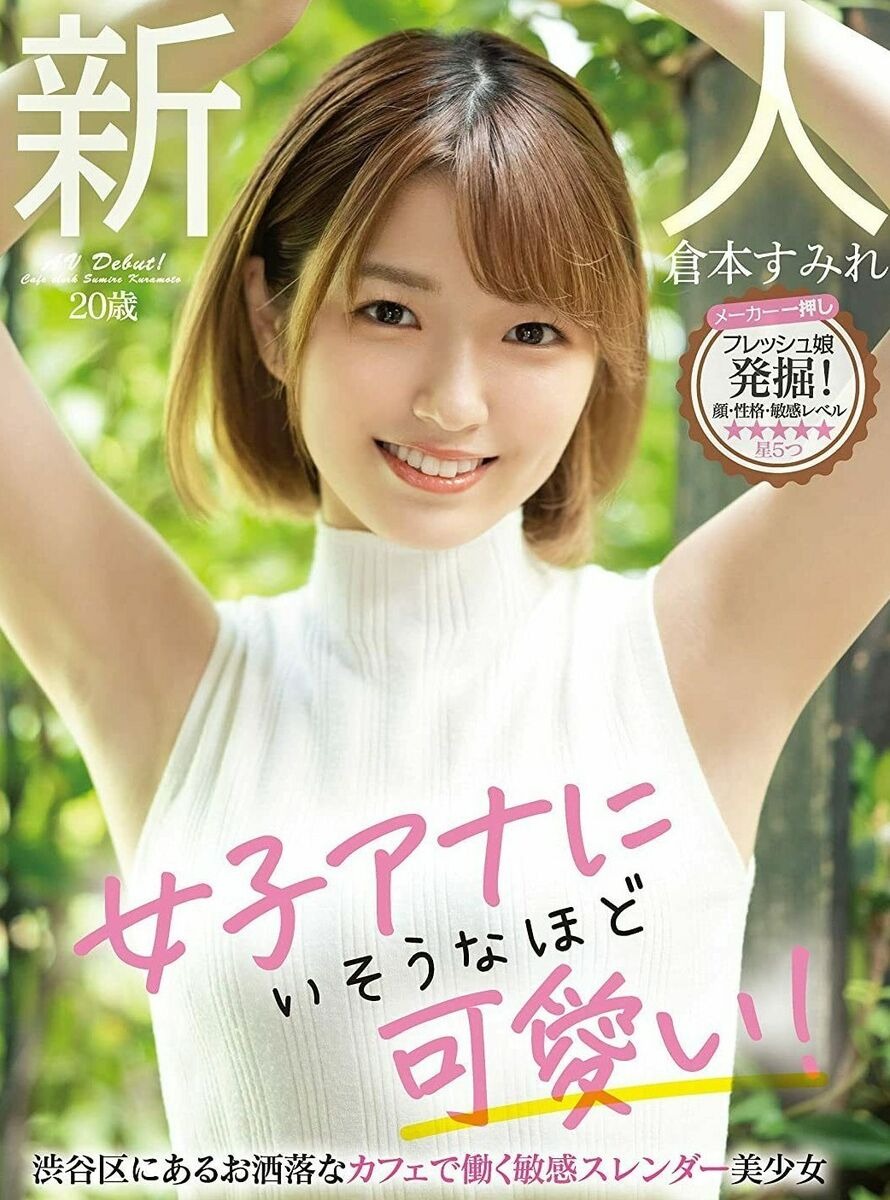 新人
AV Debut!
Cafe clerk Sumire Kuramoto
20歳
倉本すみれ
メーカー一押し
フレッシュ娘
発掘!
顔・性格・敏感レベル
★★★★★
星5つ
女子アナに
いそうなほど
可愛い!
渋谷区にあるお洒落なカフェで働く敏感スレンダー美少女